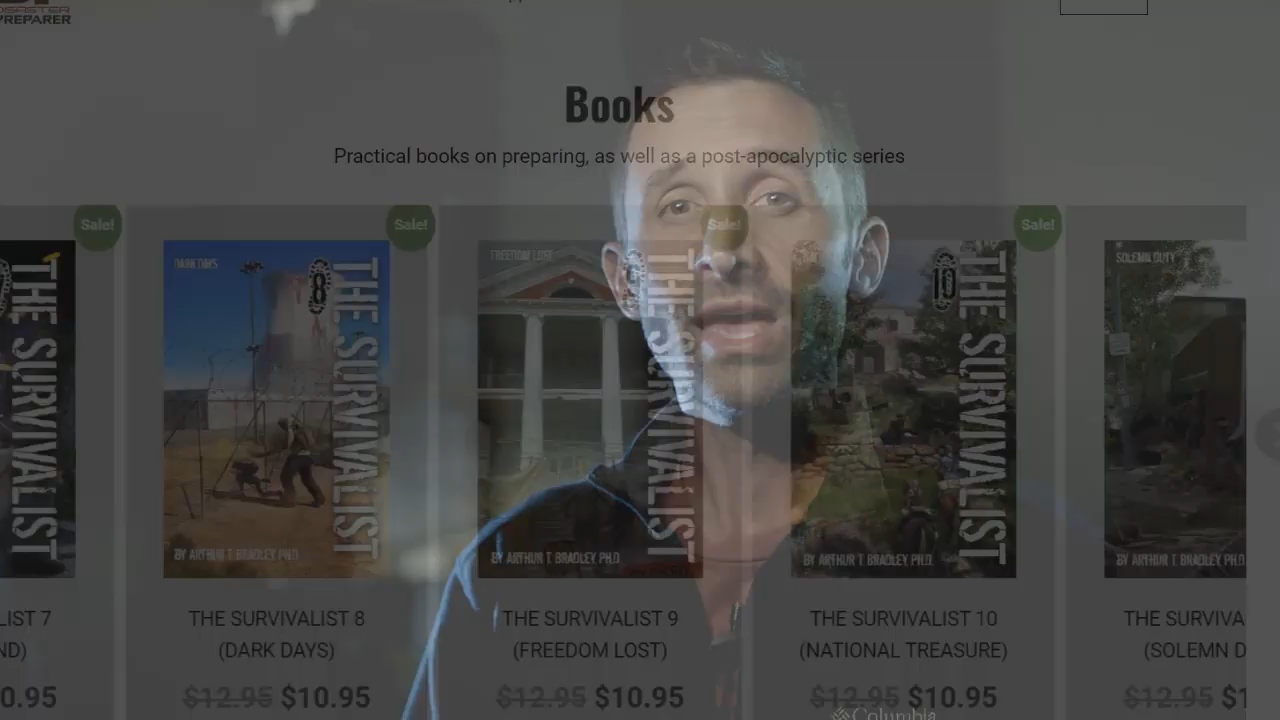 DISASTER
PREPARER
Books
Practical books on preparing, as well as a post-apocalyptic series
Sale!
Sale!
Sale!
Sale!
THE SURVIVALIST
DARK DAYS
8
THE SURVIVALIST
BY ARTHUR T. BRADLEY, PH.D.
FREEDOM LOST
THE SURVIVALIST
BY ARTHUR T. BRADLEY, PH.D.
10
THE SURVIVALIST
BY ARTHUR T. BRADLEY, PH.D.
SOLEMN DUTY
BY ARTHUR T. BRADLEY, PH.D.
LIST 7
ND)
0.95
THE SURVIVALIST 8
(DARK DAYS)
$12.95 $10.95
THE SURVIVALIST 9
(FREEDOM LOST)
$12.95 $10.95
THE SURVIVALIST 10
(NATIONAL TREASURE)
$12.95 $10.95
THE SURVIVA
(SOLEMN D
$12.95 $1
Columbia